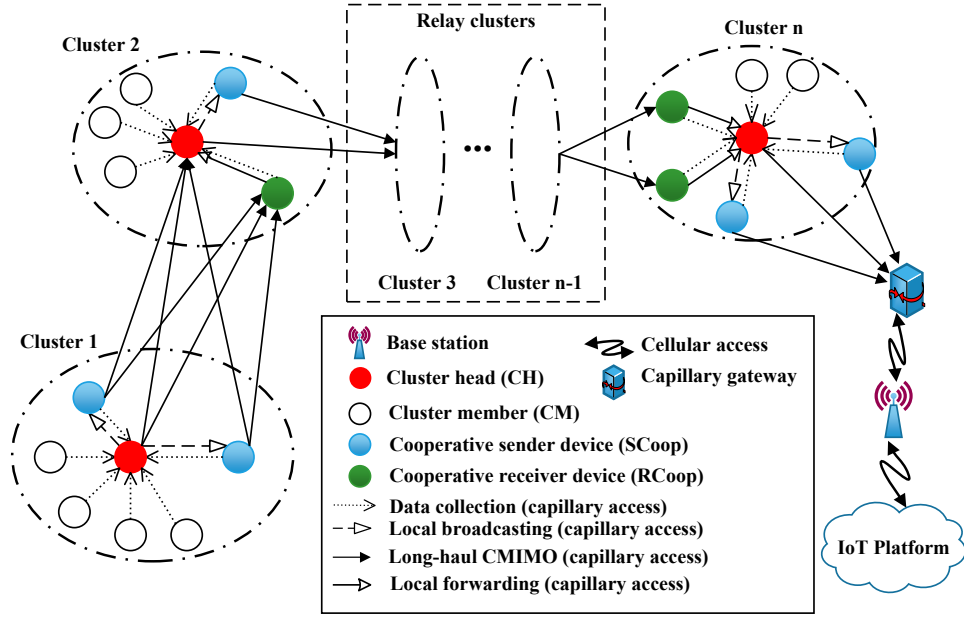 Relay clusters
Cluster n
Cluster 2
•••
Cluster 3
Cluster n-1
Cluster 1
Base station
Cluster head (CH)
Cluster member (CM)
Cooperative sender device (SCoop)
Cooperative receiver device (RCoop)
Data collection (capillary access)
Local broadcasting (capillary access)
Long-haul CMIMO (capillary access)
Local forwarding (capillary access)
Cellular access
Capillary gateway
IoT Platform